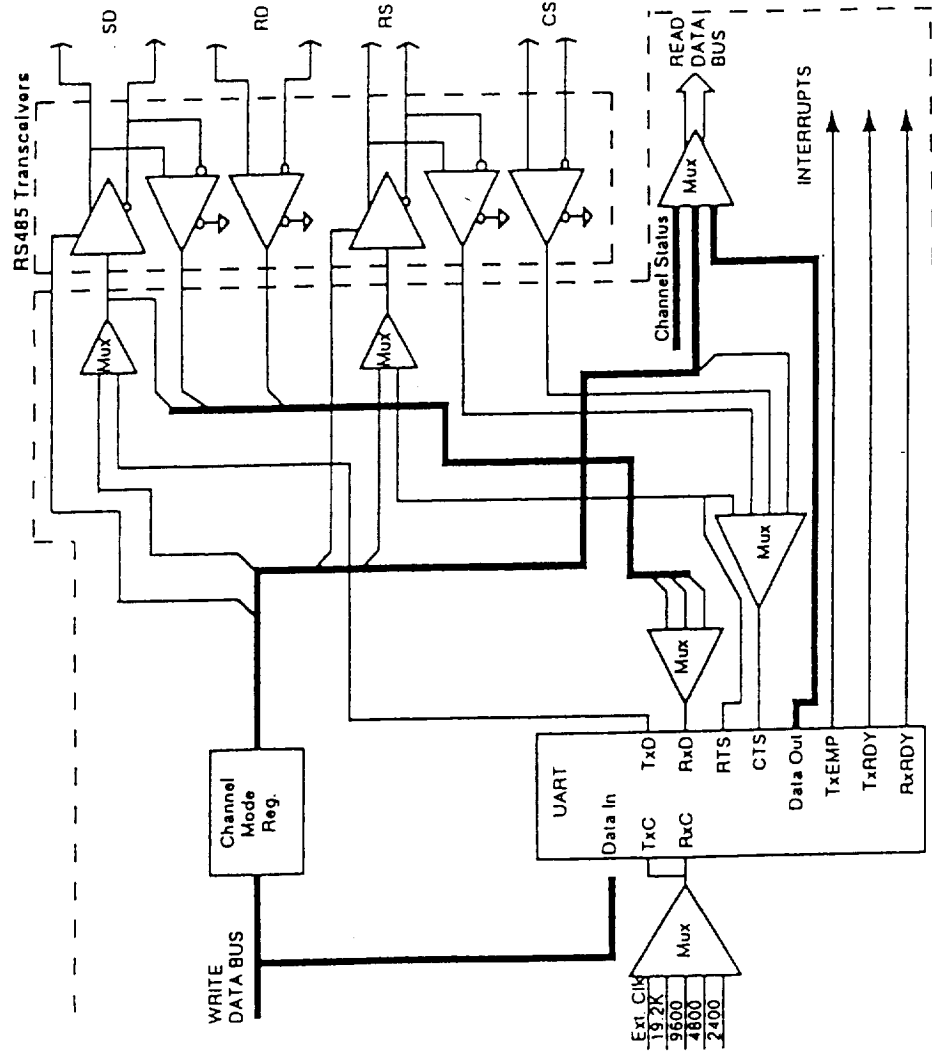 RS485 Transceivers
SD
RD
RS
CS
Mux
Mux
Channel Status
Mux
READ
DATA
BUS
INTERRUPTS
WRITE
DATA BUS
Channel
Mode
Reg.
Mux
Mux
UART
Data In
TxC
RxC
TxD
RxD
RTS
CTS
Data Out
TxEMP
TxRDY
RxRDY
Mux
Ext. Clk
19.2K
9600
4800
2400